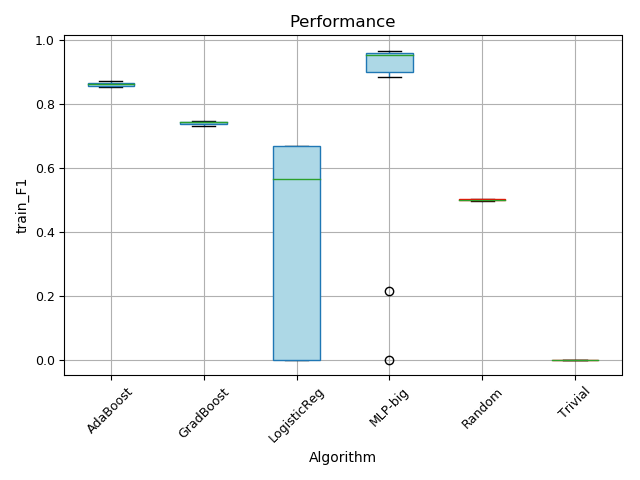 Performance
1.0
0.8
0.6
0.4
0.2
0.0
train_F1
AdaBoost
GradBoost
LogisticReg
MLP-big
Random
Trivial
Algorithm